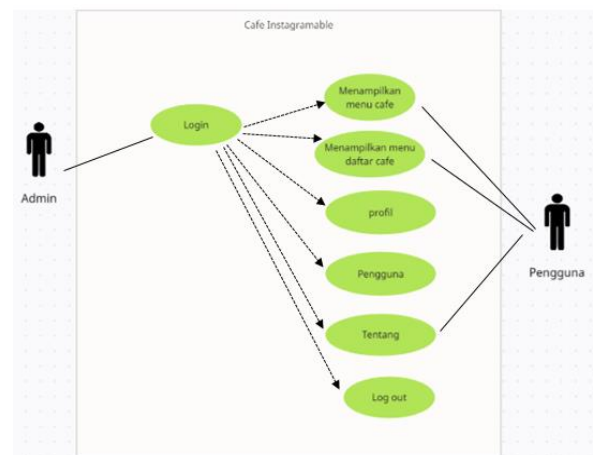 Cafe Instagramable
Menampilkan
menu cafe
Login
Menampilkan menu
daftar cafe
Admin
profil
Pengguna
Pengguna
Tentang
Log out